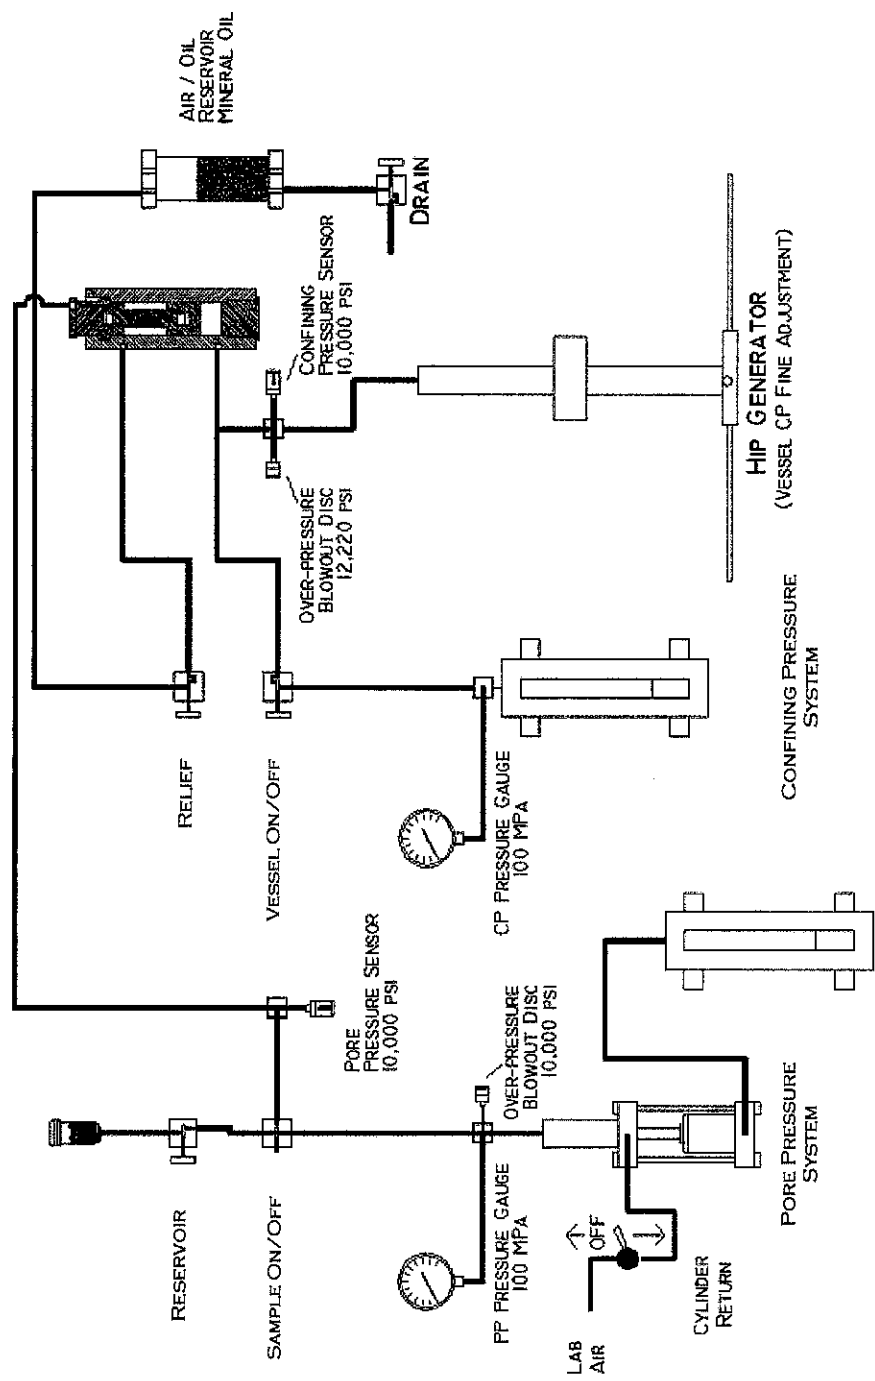 AIR / OIL
RESERVOIR
MINERAL OIL
DRAIN
CONFINING
PRESSURE SENSOR
10,000 PSI
OVER-PRESSURE
BLOWOUT DISC
12,220 PSI
HIP GENERATOR
(VESSEL CP FINE ADJUSTMENT)
RELIEF
VESSEL ON/OFF
CP PRESSURE GAUGE
100 MPA
CONFINING PRESSURE
SYSTEM
PORE
PRESSURE SENSOR
10,000 PSI
OVER-PRESSURE
BLOWOUT DISC
10,000 PSI
RESERVOIR
SAMPLE ON/OFF
PP PRESSURE GAUGE
100 MPA
OFF
LAB
AIR
CYLINDER
RETURN
PORE PRESSURE
SYSTEM